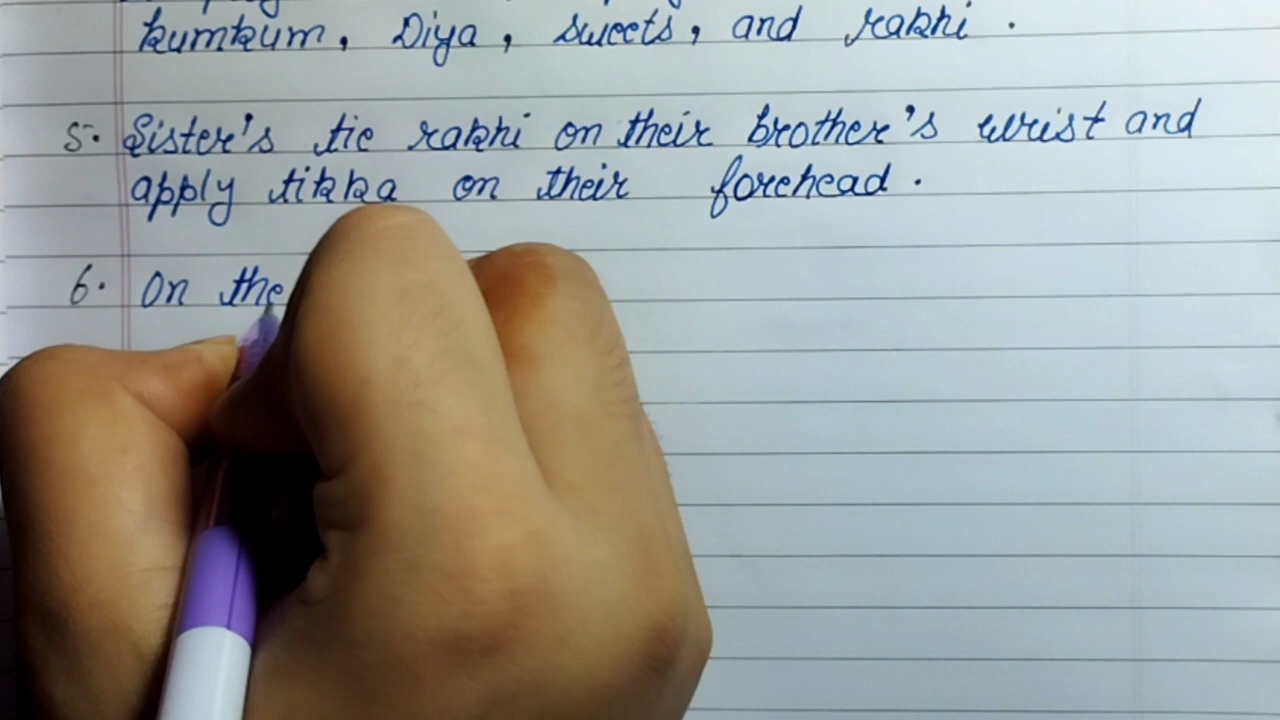 kumkum, Diya, sweets, and rakhi.
5. Sister's tie rakhi on their brother's wrist and
apply tikka on their forehead.
6. On the